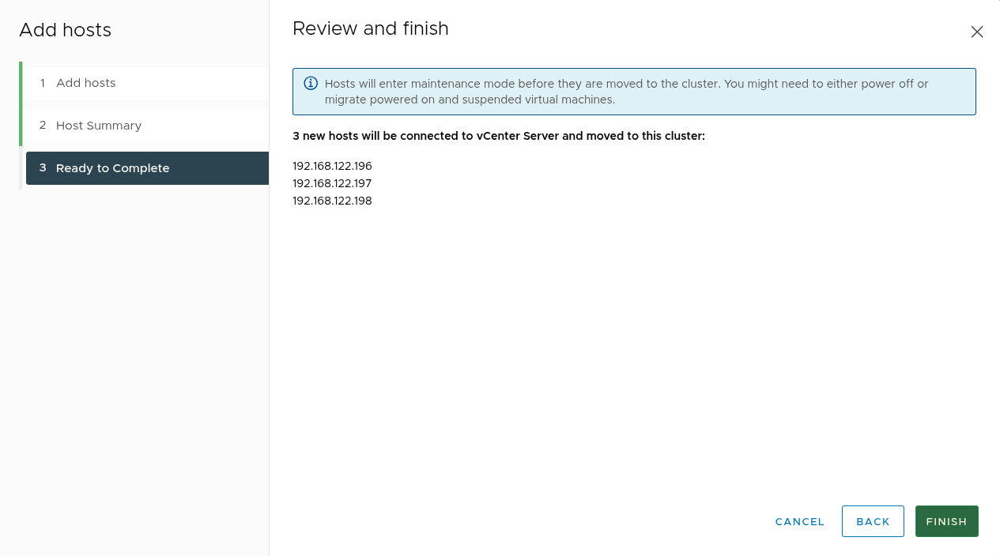 Add hosts
1 Add hosts
2 Host Summary
3 Ready to Complete
Review and finish
Hosts will enter maintenance mode before they are moved to the cluster. You might need to either power off or
migrate powered on and suspended virtual machines.
3 new hosts will be connected to vCenter Server and moved to this cluster:
192.168.122.196
192.168.122.197
192.168.122.198
CANCEL
BACK
FINISH